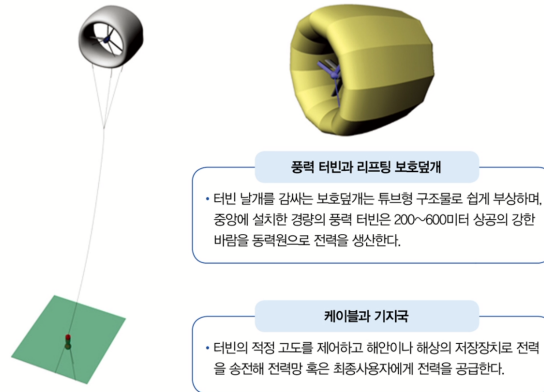 풍력 터빈과 리프팅 보호덮개
• 터빈 날개를 감싸는 보호덮개는 튜브형 구조물로 쉽게 부상하며,
중앙에 설치한 경량의 풍력 터빈은 200~600미터 상공의 강한
바람을 동력원으로 전력을 생산한다.
케이블과 기지국
• 터빈의 적정 고도를 제어하고 해안이나 해상의 저장장치로 전력
을 송전해 전력망 혹은 최종사용자에게 전력을 공급한다.